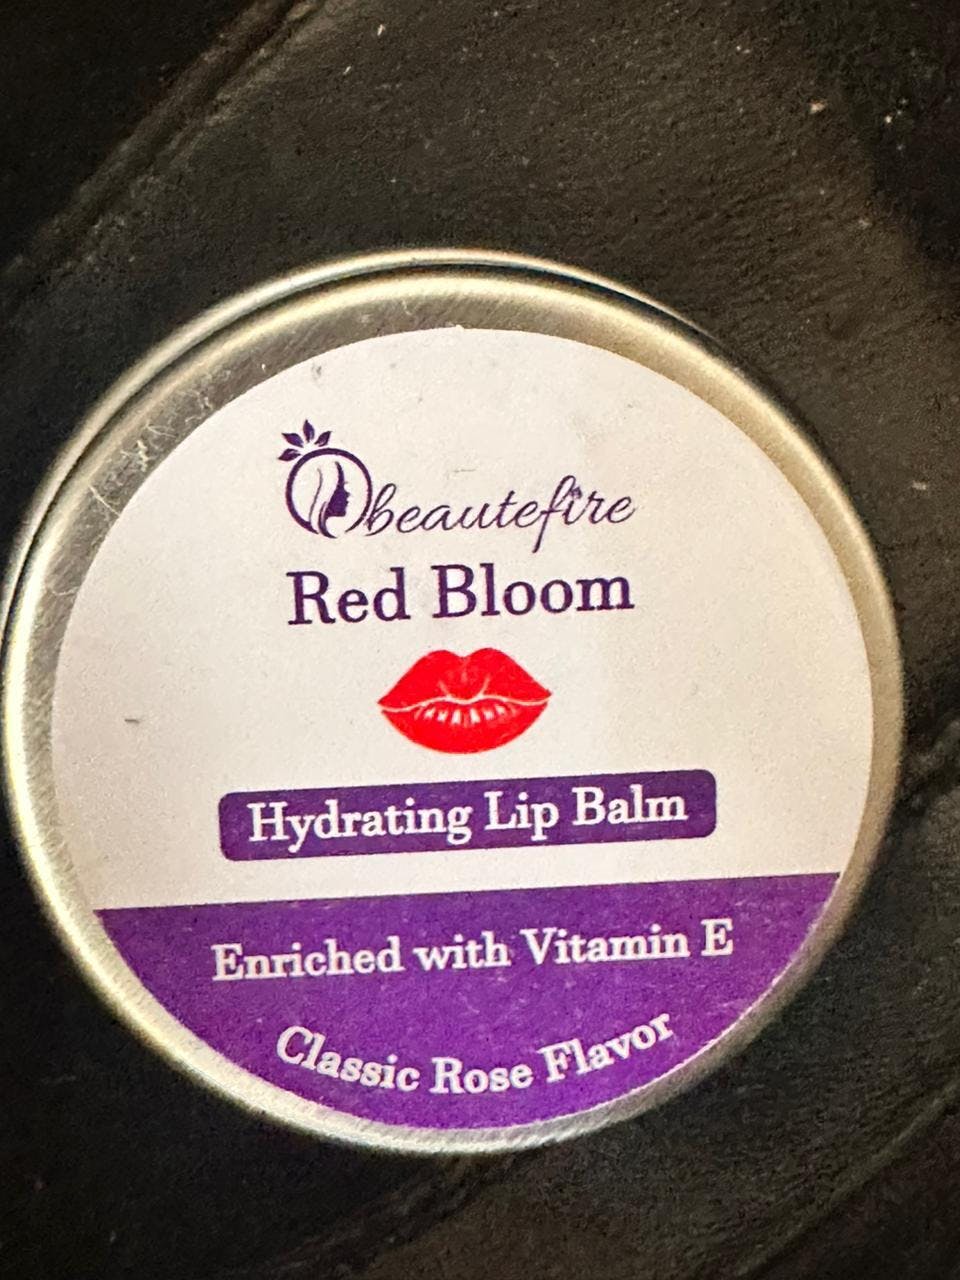 beautefire
Red Bloom
Hydrating Lip Balm
Enriched with Vitamin E
Classic Rose Flavor